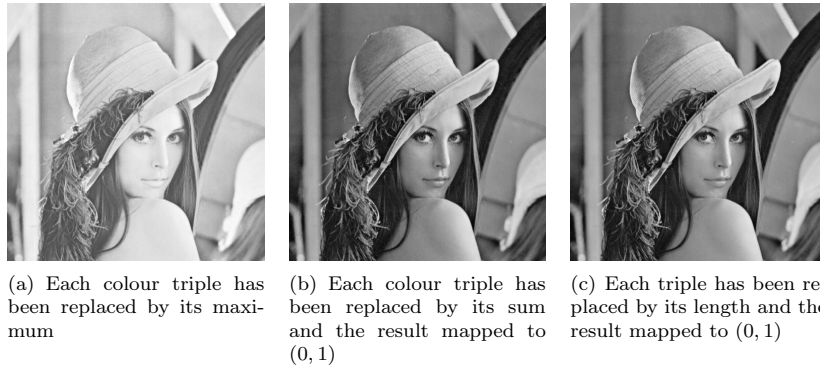 (a) Each colour triple has
been replaced by its maxi-
mum
(b) Each colour triple has
been replaced by its sum
and the result mapped to
(0, 1)
(c) Each triple has been re
placed by its length and the
result mapped to (0, 1)